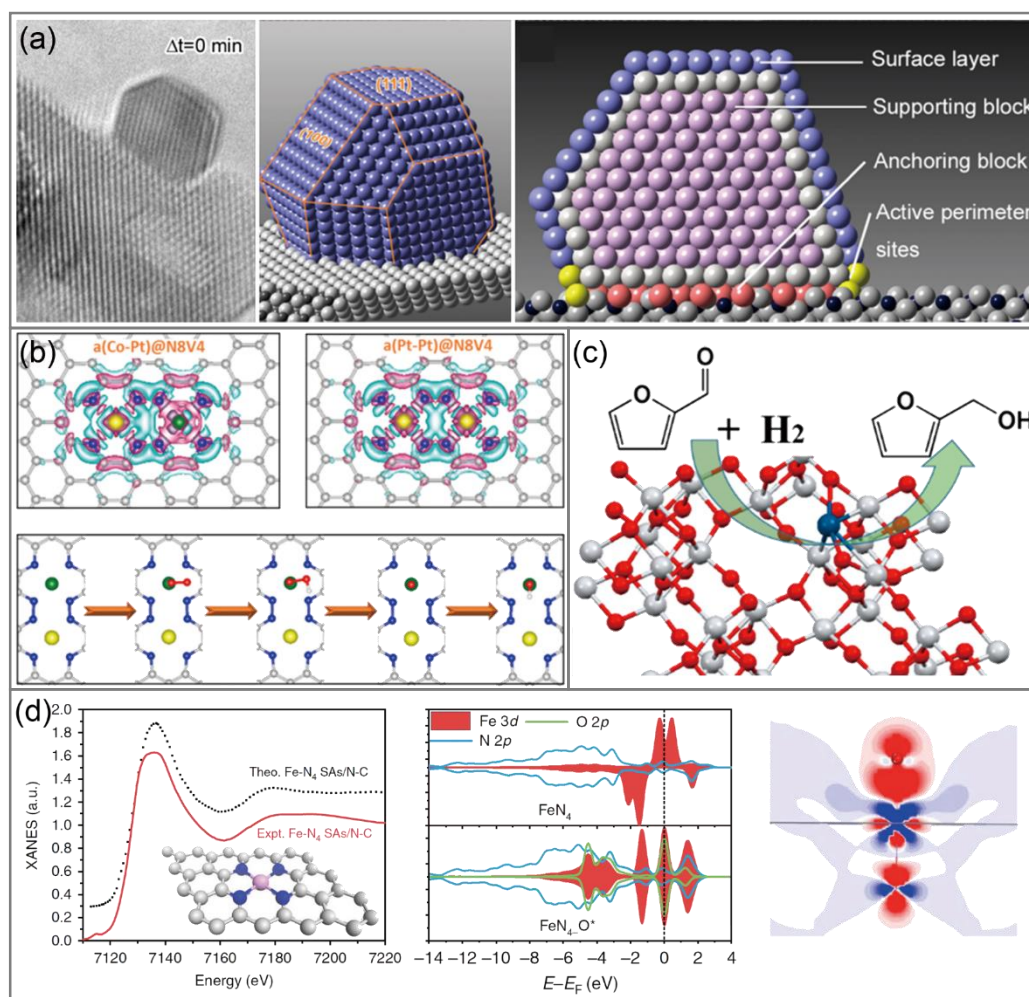 (a)
Δt=0 min
(111)
(100)
Surface layer
Supporting block
Anchoring block
Active perimeter
sites
(b)
a(Co-Pt)@N8V4
a(Pt-Pt)@N8V4
(c)
O
O
+ H₂
O
OH
(d)
XANES (a.u.)
2.0
1.8
1.6
1.4
1.2
1.0
0.8
0.6
0.4
0.2
0.0
Theo. Fe-N₄ SAs/N-C
Expt. Fe-N₄ SAs/N-C
7120 7140 7160 7180 7200 7220
Energy (eV)
Fe 3d
O 2p
N 2p
FeN₄
FeN₄–O*
−14 −12 −10 −8 −6 −4 −2 0 2 4
E–E_F (eV)